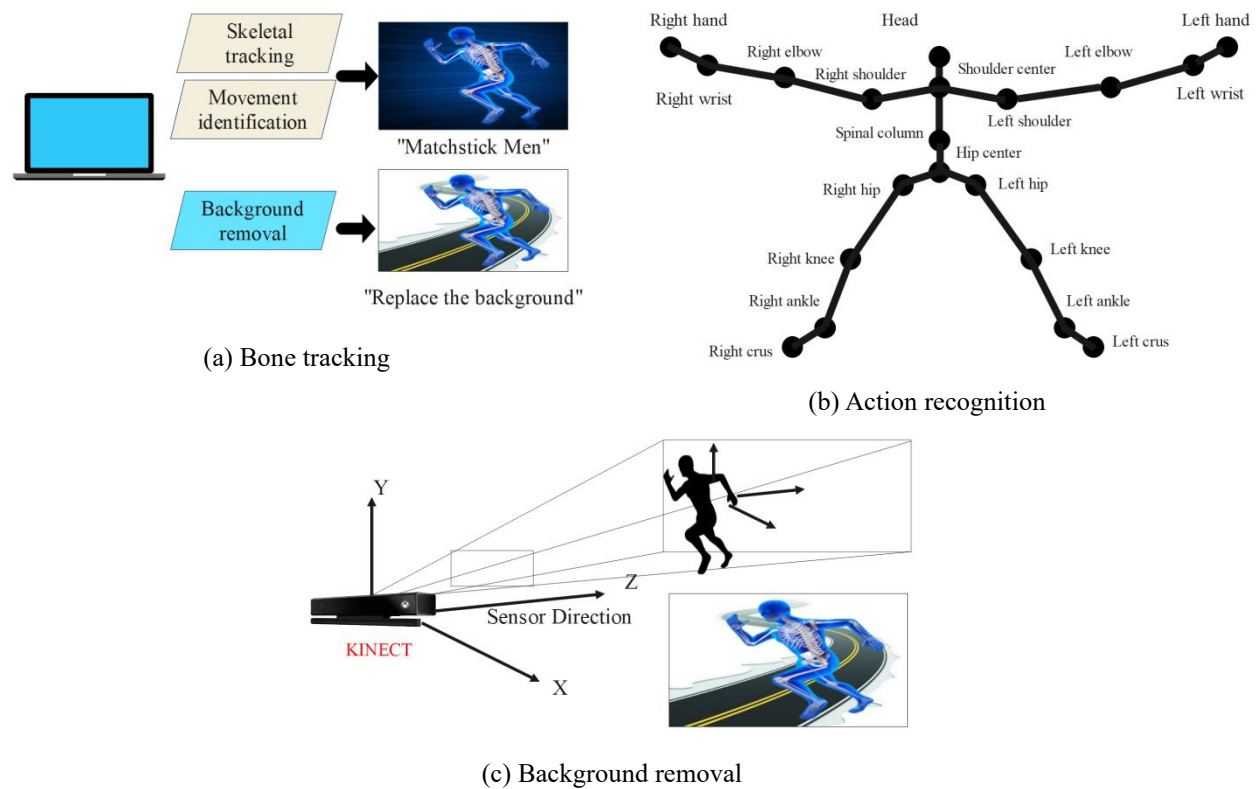 Skeletal
tracking
Movement
identification
"Matchstick Men"
Background
removal
"Replace the background"
(a) Bone tracking
Right hand
Head
Left hand
Right elbow
Left elbow
Right shoulder
Shoulder center
Right wrist
Left wrist
Left shoulder
Spinal column
Hip center
Right hip
Left hip
Right knee
Left knee
Right ankle
Left ankle
Right crus
Left crus
(b) Action recognition
Y
Z
Sensor Direction
KINECT
X
(c) Background removal